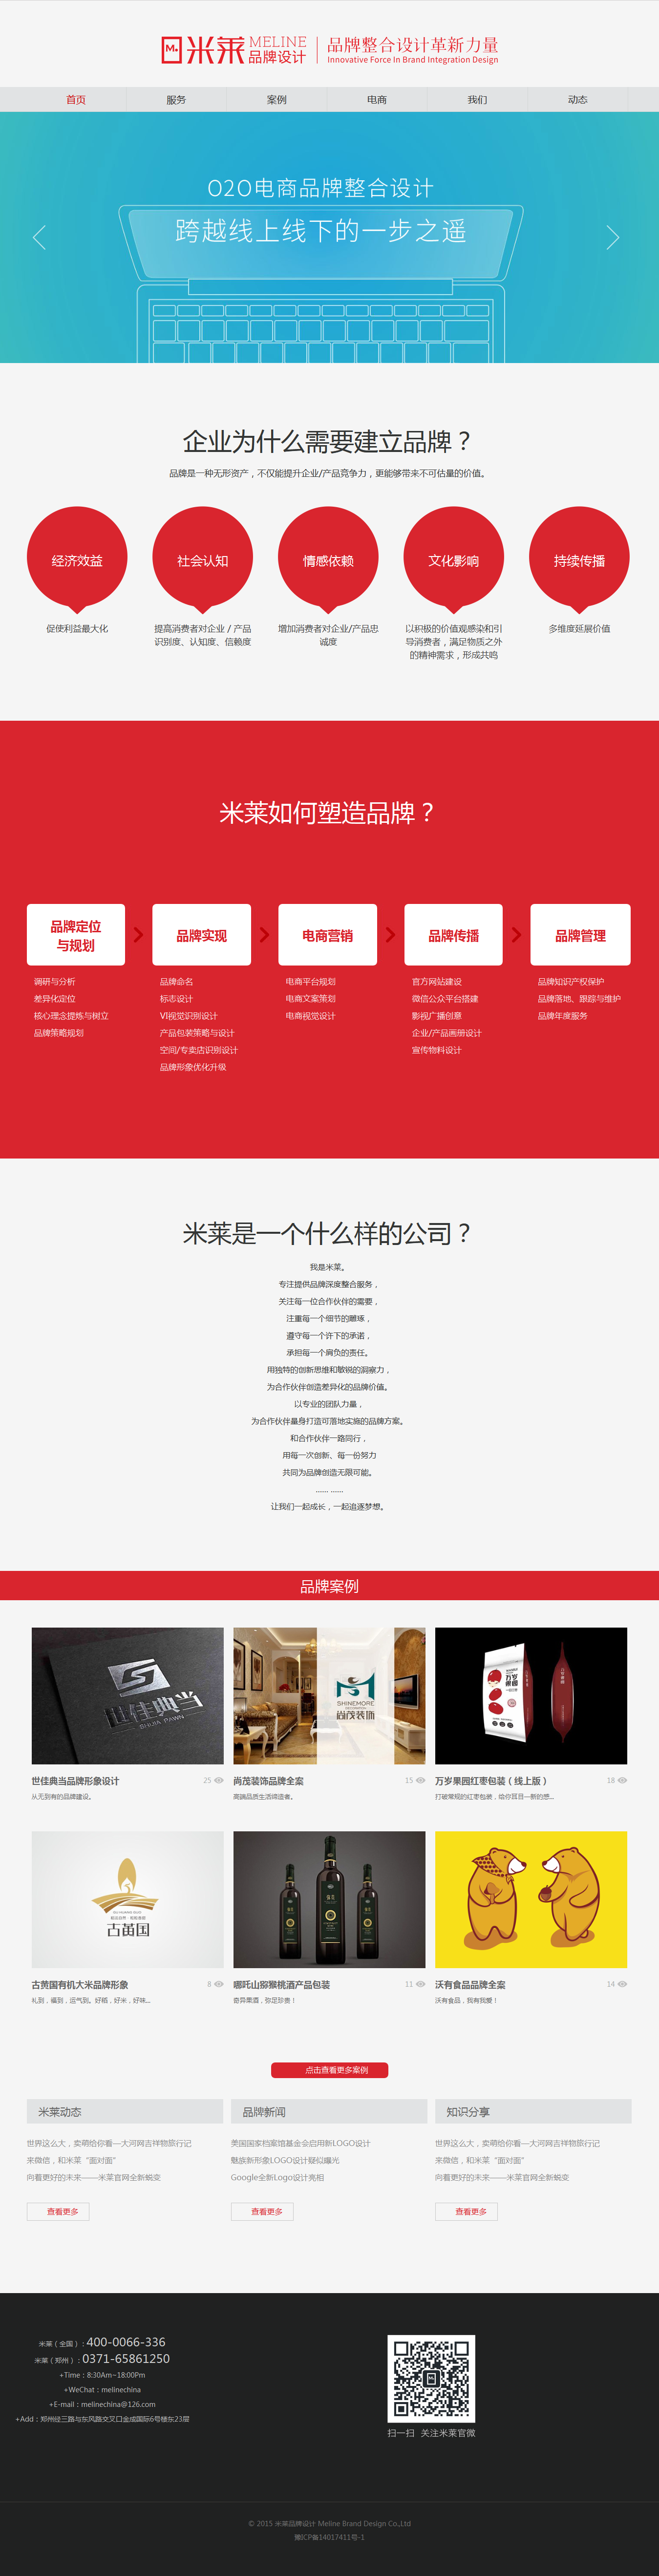 M. 米莱 MELINE 品牌设计
品牌整合设计革新力量
Innovative Force In Brand Integration Design
首页 服务 案例 电商 我们 动态
O2O电商品牌整合设计
跨越线上线下的一步之遥
企业为什么需要建立品牌？
品牌是一种无形资产，不仅能提升企业/产品竞争力，更能够带来不可估量的价值。
经济效益
促使利益最大化
社会认知
提高消费者对企业 / 产品
识别度、认知度、信赖度
情感依赖
增加消费者对企业/产品忠
诚度
文化影响
以积极的价值观感染和引
导消费者，满足物质之外
的精神需求，形成共鸣
持续传播
多维度延展价值
米莱如何塑造品牌？
品牌定位
与规划
调研与分析
差异化定位
核心理念提炼与树立
品牌策略规划
品牌实现
品牌命名
标志设计
VI视觉识别设计
产品包装策略与设计
空间/专卖店识别设计
品牌形象优化升级
电商营销
电商平台规划
电商文案策划
电商视觉设计
品牌传播
官方网站建设
微信公众平台搭建
影视广播创意
企业/产品画册设计
宣传物料设计
品牌管理
品牌知识产权保护
品牌落地、跟踪与维护
品牌年度服务
米莱是一个什么样的公司？
我是米莱。
专注提供品牌深度整合服务，
关注每一位合作伙伴的需要，
注重每一个细节的雕琢，
遵守每一个许下的承诺，
承担每一个肩负的责任。
用独特的创新思维和敏锐的洞察力，
为合作伙伴创造差异化的品牌价值。
以专业的团队力量，
为合作伙伴量身打造可落地实施的品牌方案。
和合作伙伴一路同行，
用每一次创新、每一份努力
共同为品牌创造无限可能。
...... ......
让我们一起成长，一起追逐梦想。
品牌案例
世佳典当
SHIJIA PAWN
世佳典当品牌形象设计 25
从无到有的品牌建设。
SHINEMORE
尚茂装饰
尚茂装饰品牌全案 15
高端品质生活缔造者。
万岁果园
万岁果园红枣包装（线上版） 18
打破常规的红枣包装，给你耳目一新的感...
古黄国
古黄国有机大米品牌形象 8
礼到，福到，运气到。好稻，好米，好味...
哪吒山猕猴桃酒产品包装 11
奇异果酒，弥足珍贵！
沃有食品品牌全案 14
沃有食品，我有我爱！
点击查看更多案例
米莱动态
世界这么大，卖萌给你看—大河网吉祥物旅行记
来微信，和米莱“面对面”
向着更好的未来——米莱官网全新蜕变
查看更多
品牌新闻
美国国家档案馆基金会启用新LOGO设计
魅族新形象LOGO设计疑似曝光
Google全新Logo设计亮相
查看更多
知识分享
世界这么大，卖萌给你看—大河网吉祥物旅行记
来微信，和米莱“面对面”
向着更好的未来——米莱官网全新蜕变
查看更多
米莱（全国）：400-0066-336
米莱（郑州）：0371-65861250
+Time：8:30Am~18:00Pm
+WeChat：melinechina
+E-mail：melinechina@126.com
+Add：郑州经三路与东风路交叉口金成国际6号楼东23层
扫一扫 关注米莱官微
© 2015 米莱品牌设计 Meline Brand Design Co.,Ltd
豫ICP备14017411号-1